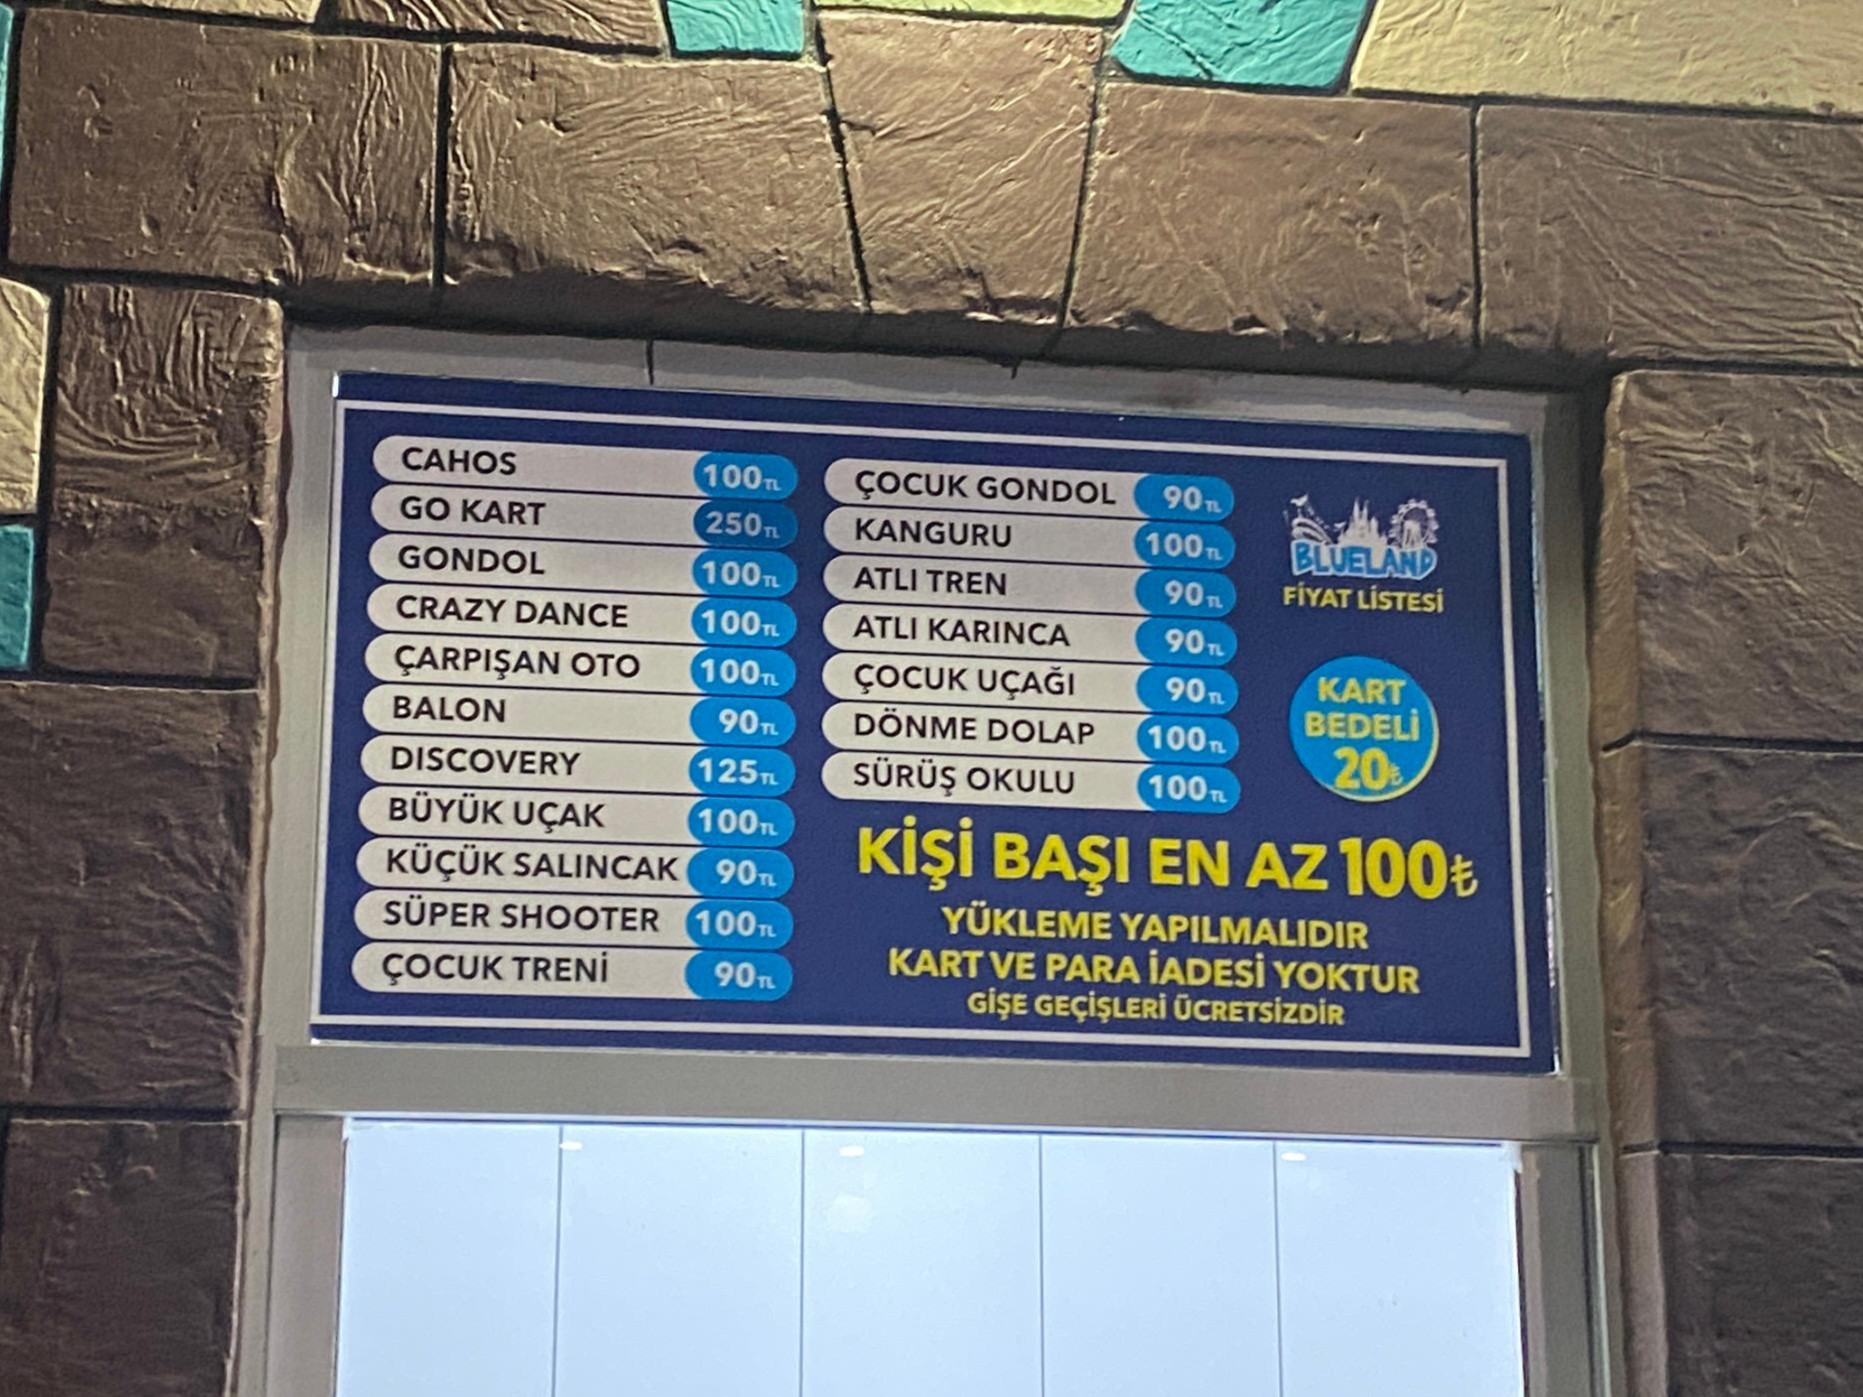 CAHOS 100TL
GO KART 250TL
GONDOL 100TL
CRAZY DANCE 100TL
ÇARPIŞAN OTO 100TL
BALON 90TL
DISCOVERY 125TL
BÜYÜK UÇAK 100TL
KÜÇÜK SALINCAK 90TL
SÜPER SHOOTER 100TL
ÇOCUK TRENİ 90TL
ÇOCUK GONDOL 90TL
KANGURU 100TL
ATLI TREN 90TL
ATLI KARINCA 90TL
ÇOCUK UÇAĞI 90TL
DÖNME DOLAP 100TL
SÜRÜŞ OKULU 100TL
BLUELAND
FİYAT LİSTESİ
KART
BEDELİ
20₺
KİŞİ BAŞI EN AZ 100₺
YÜKLEME YAPILMALIDIR
KART VE PARA İADESİ YOKTUR
GİŞE GEÇİŞLERİ ÜCRETSİZDİR